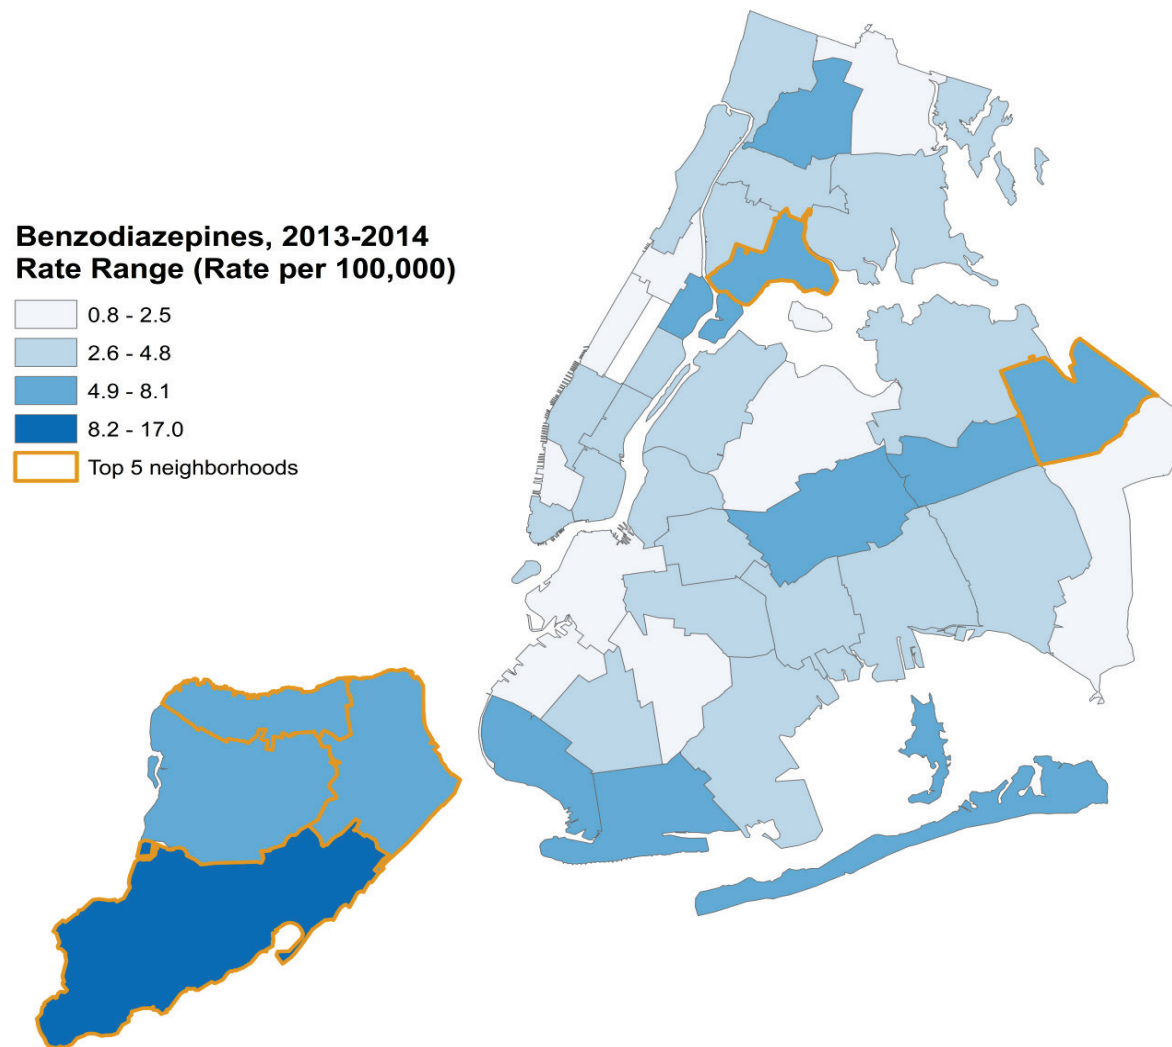 Benzodiazepines, 2013-2014
Rate Range (Rate per 100,000)
0.8 - 2.5
2.6 - 4.8
4.9 - 8.1
8.2 - 17.0
Top 5 neighborhoods